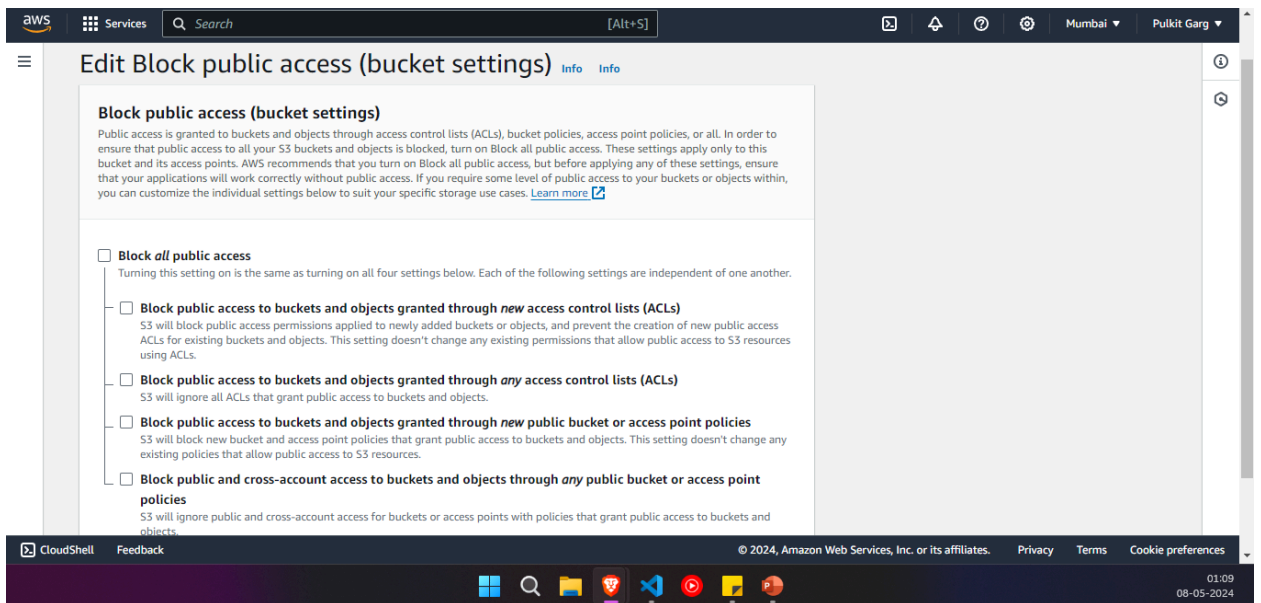 aws Services Search [Alt+S] Mumbai Pulkit Garg
Edit Block public access (bucket settings) Info Info
Block public access (bucket settings)
Public access is granted to buckets and objects through access control lists (ACLs), bucket policies, access point policies, or all. In order to
ensure that public access to all your S3 buckets and objects is blocked, turn on Block all public access. These settings apply only to this
bucket and its access points. AWS recommends that you turn on Block all public access, but before applying any of these settings, ensure
that your applications will work correctly without public access. If you require some level of public access to your buckets or objects within,
you can customize the individual settings below to suit your specific storage use cases. Learn more
Block all public access
Turning this setting on is the same as turning on all four settings below. Each of the following settings are independent of one another.
Block public access to buckets and objects granted through new access control lists (ACLs)
S3 will block public access permissions applied to newly added buckets or objects, and prevent the creation of new public access
ACLs for existing buckets and objects. This setting doesn't change any existing permissions that allow public access to S3 resources
using ACLs.
Block public access to buckets and objects granted through any access control lists (ACLs)
S3 will ignore all ACLs that grant public access to buckets and objects.
Block public access to buckets and objects granted through new public bucket or access point policies
S3 will block new bucket and access point policies that grant public access to buckets and objects. This setting doesn't change any
existing policies that allow public access to S3 resources.
Block public and cross-account access to buckets and objects through any public bucket or access point
policies
S3 will ignore public and cross-account access for buckets or access points with policies that grant public access to buckets and
objects.
CloudShell Feedback © 2024, Amazon Web Services, Inc. or its affiliates. Privacy Terms Cookie preferences
01:09
08-05-2024